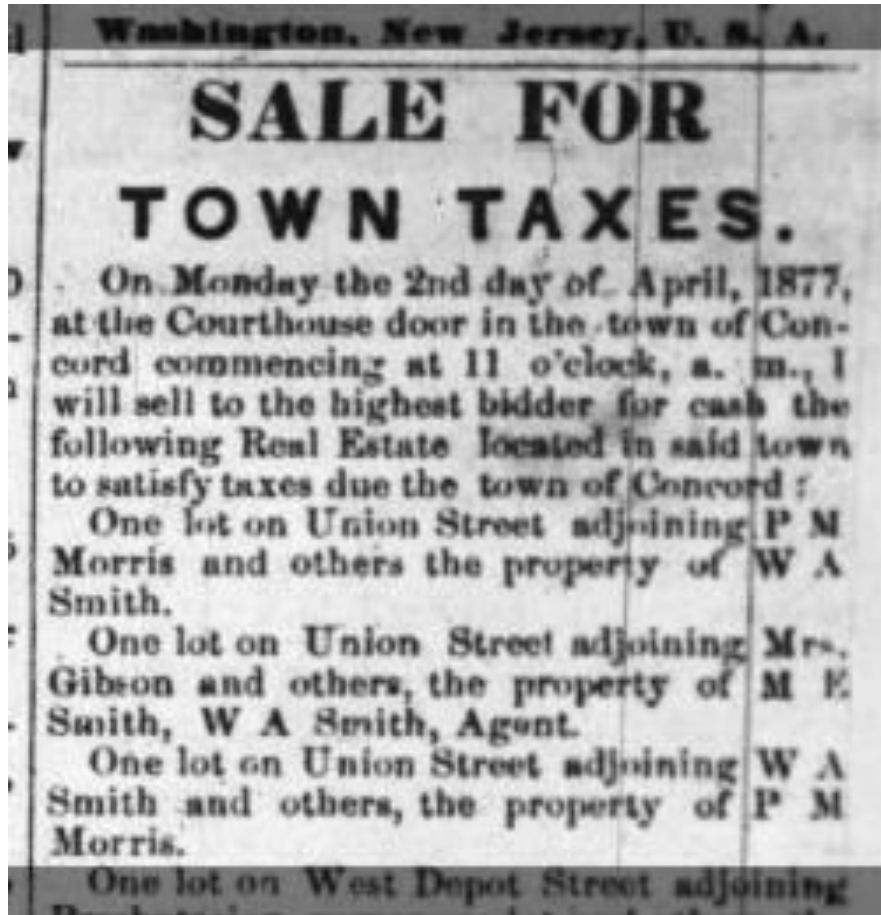 Washington, New Jersey, U. S. A.
SALE FOR
TOWN TAXES.
On Monday the 2nd day of April, 1877,
at the Courthouse door in the town of Con-
cord commencing at 11 o'clock, a. m., I
will sell to the highest bidder for cash the
following Real Estate located in said town
to satisfy taxes due the town of Concord :
One lot on Union Street adjoining P M
Morris and others the property of W A
Smith.
One lot on Union Street adjoining Mrs.
Gibson and others, the property of M E
Smith, W A Smith, Agent.
One lot on Union Street adjoining W A
Smith and others, the property of P M
Morris.
One lot on West Depot Street adjoining